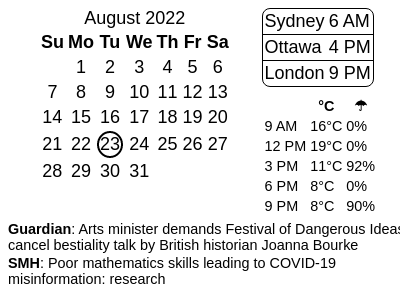 August 2022
Su Mo Tu We Th Fr Sa
1 2 3 4 5 6
7 8 9 10 11 12 13
14 15 16 17 18 19 20
21 22 23 24 25 26 27
28 29 30 31
Sydney 6 AM
Ottawa 4 PM
London 9 PM
°C ☂
9 AM 16°C 0%
12 PM 19°C 0%
3 PM 11°C 92%
6 PM 8°C 0%
9 PM 8°C 90%
Guardian: Arts minister demands Festival of Dangerous Ideas
cancel bestiality talk by British historian Joanna Bourke
SMH: Poor mathematics skills leading to COVID-19
misinformation: research